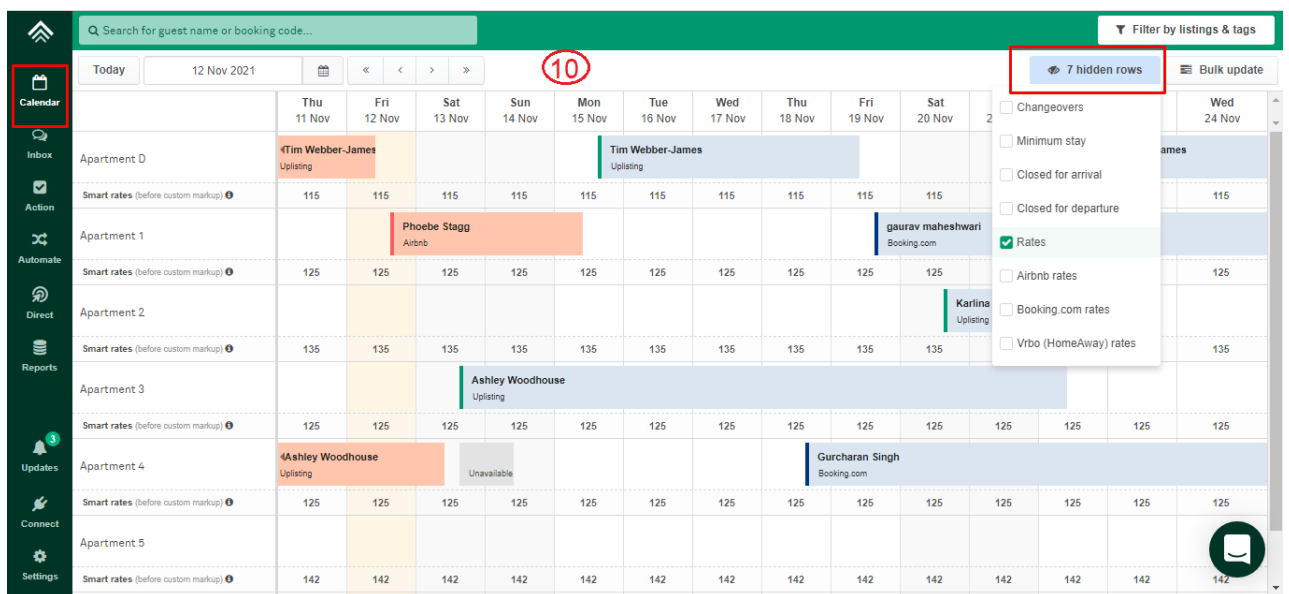 Search for guest name or booking code...
Filter by listings & tags
Today
12 Nov 2021
«
<
>
»
10
7 hidden rows
Bulk update
Calendar
Inbox
Action
Automate
Direct
Reports
3
Updates
Connect
Settings
Thu Fri Sat Sun Mon Tue Wed Thu Fri Sat Wed
11 Nov 12 Nov 13 Nov 14 Nov 15 Nov 16 Nov 17 Nov 18 Nov 19 Nov 20 Nov 2 24 Nov
Changeovers
Minimum stay
Closed for arrival
Closed for departure
Rates
Airbnb rates
Booking.com rates
Vrbo (HomeAway) rates
Apartment D
Tim Webber-James
Uplisting
Tim Webber-James
Uplisting
ames
Smart rates (before custom markup) 115 115 115 115 115 115 115 115 115 115 115
Apartment 1
Phoebe Stagg
Airbnb
gaurav maheshwari
Booking.com
Smart rates (before custom markup) 125 125 125 125 125 125 125 125 125 125 125
Apartment 2
Karlina
Uplisting
Smart rates (before custom markup) 135 135 135 135 135 135 135 135 135 135 135
Apartment 3
Ashley Woodhouse
Uplisting
Smart rates (before custom markup) 125 125 125 125 125 125 125 125 125 125 125 125 125 125
Apartment 4
Ashley Woodhouse
Uplisting
Unavailable
Gurcharan Singh
Booking.com
Smart rates (before custom markup) 125 125 125 125 125 125 125 125 125 125 125 125 125 125
Apartment 5
Smart rates (before custom markup) 142 142 142 142 142 142 142 142 142 142 142 142 142 142